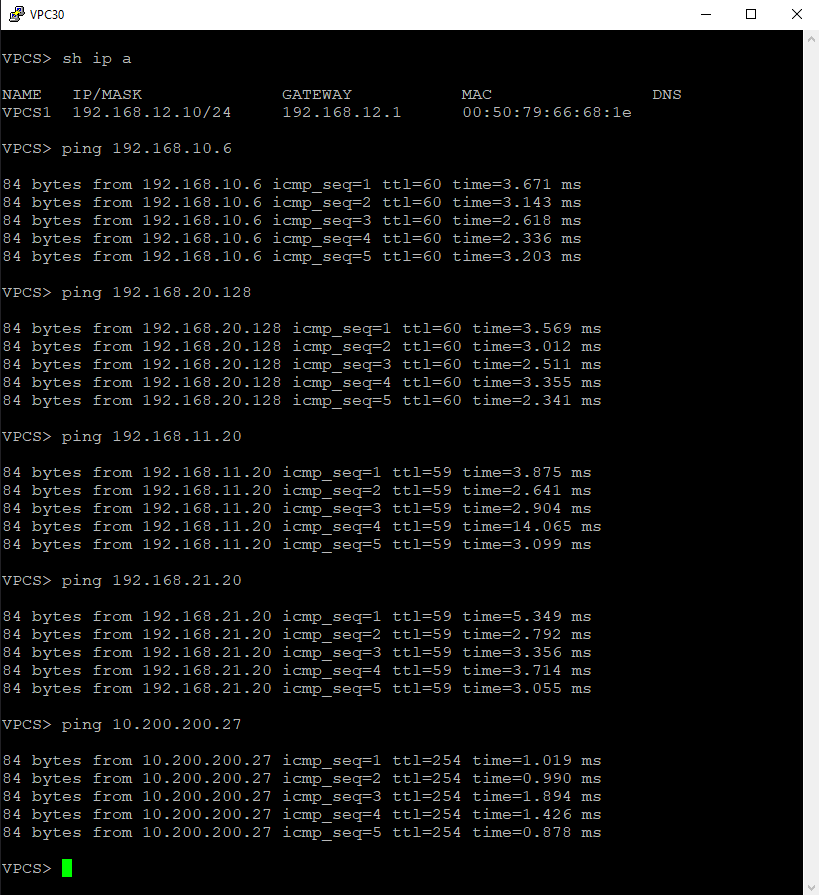 VPC30
VPCS> sh ip a
NAME IP/MASK GATEWAY MAC DNS
VPCS1 192.168.12.10/24 192.168.12.1 00:50:79:66:68:1e
VPCS> ping 192.168.10.6
84 bytes from 192.168.10.6 icmp_seq=1 ttl=60 time=3.671 ms
84 bytes from 192.168.10.6 icmp_seq=2 ttl=60 time=3.143 ms
84 bytes from 192.168.10.6 icmp_seq=3 ttl=60 time=2.618 ms
84 bytes from 192.168.10.6 icmp_seq=4 ttl=60 time=2.336 ms
84 bytes from 192.168.10.6 icmp_seq=5 ttl=60 time=3.203 ms
VPCS> ping 192.168.20.128
84 bytes from 192.168.20.128 icmp_seq=1 ttl=60 time=3.569 ms
84 bytes from 192.168.20.128 icmp_seq=2 ttl=60 time=3.012 ms
84 bytes from 192.168.20.128 icmp_seq=3 ttl=60 time=2.511 ms
84 bytes from 192.168.20.128 icmp_seq=4 ttl=60 time=3.355 ms
84 bytes from 192.168.20.128 icmp_seq=5 ttl=60 time=2.341 ms
VPCS> ping 192.168.11.20
84 bytes from 192.168.11.20 icmp_seq=1 ttl=59 time=3.875 ms
84 bytes from 192.168.11.20 icmp_seq=2 ttl=59 time=2.641 ms
84 bytes from 192.168.11.20 icmp_seq=3 ttl=59 time=2.904 ms
84 bytes from 192.168.11.20 icmp_seq=4 ttl=59 time=14.065 ms
84 bytes from 192.168.11.20 icmp_seq=5 ttl=59 time=3.099 ms
VPCS> ping 192.168.21.20
84 bytes from 192.168.21.20 icmp_seq=1 ttl=59 time=5.349 ms
84 bytes from 192.168.21.20 icmp_seq=2 ttl=59 time=2.792 ms
84 bytes from 192.168.21.20 icmp_seq=3 ttl=59 time=3.356 ms
84 bytes from 192.168.21.20 icmp_seq=4 ttl=59 time=3.714 ms
84 bytes from 192.168.21.20 icmp_seq=5 ttl=59 time=3.055 ms
VPCS> ping 10.200.200.27
84 bytes from 10.200.200.27 icmp_seq=1 ttl=254 time=1.019 ms
84 bytes from 10.200.200.27 icmp_seq=2 ttl=254 time=0.990 ms
84 bytes from 10.200.200.27 icmp_seq=3 ttl=254 time=1.894 ms
84 bytes from 10.200.200.27 icmp_seq=4 ttl=254 time=1.426 ms
84 bytes from 10.200.200.27 icmp_seq=5 ttl=254 time=0.878 ms
VPCS>